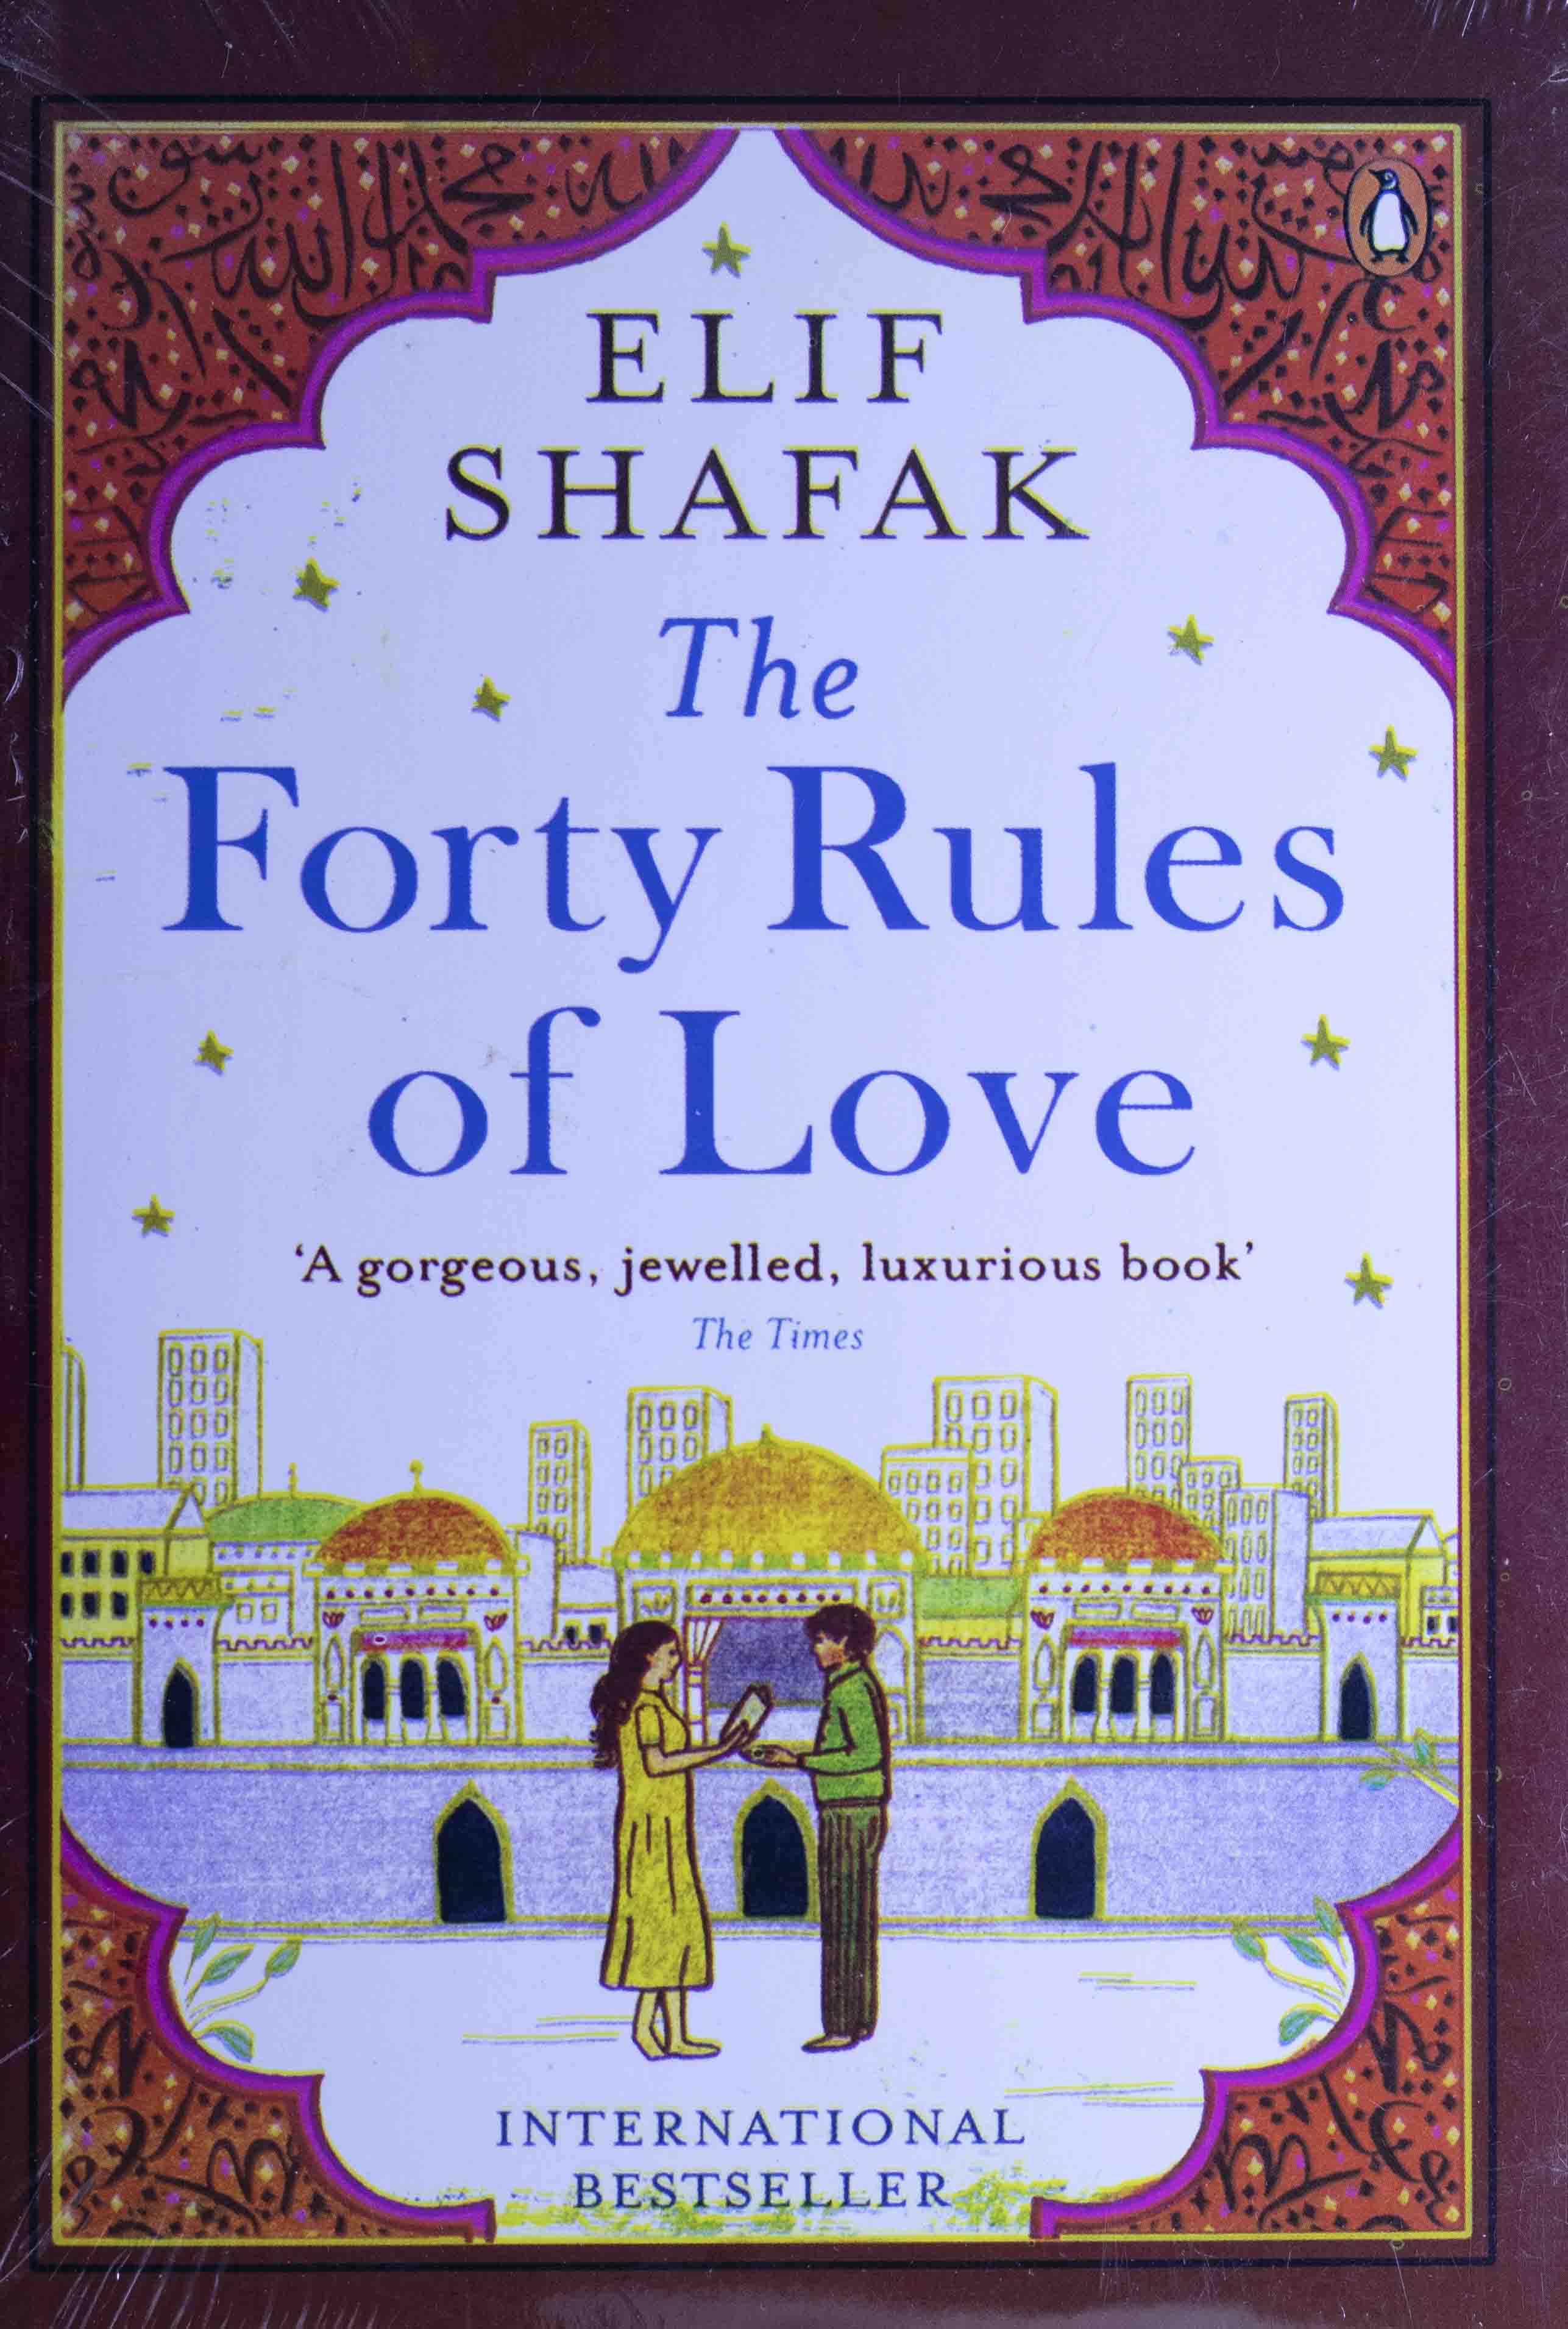 ELIF
SHAFAK
The
Forty Rules
of Love
‘A gorgeous, jewelled, luxurious book’
The Times
INTERNATIONAL
BESTSELLER